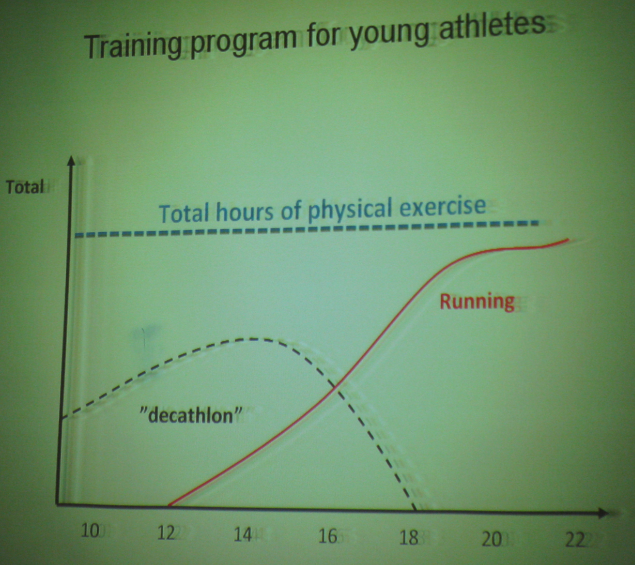 Training program for young athletes
Total
Total hours of physical exercise
Running
"decathlon"
10 12 14 16 18 20 22